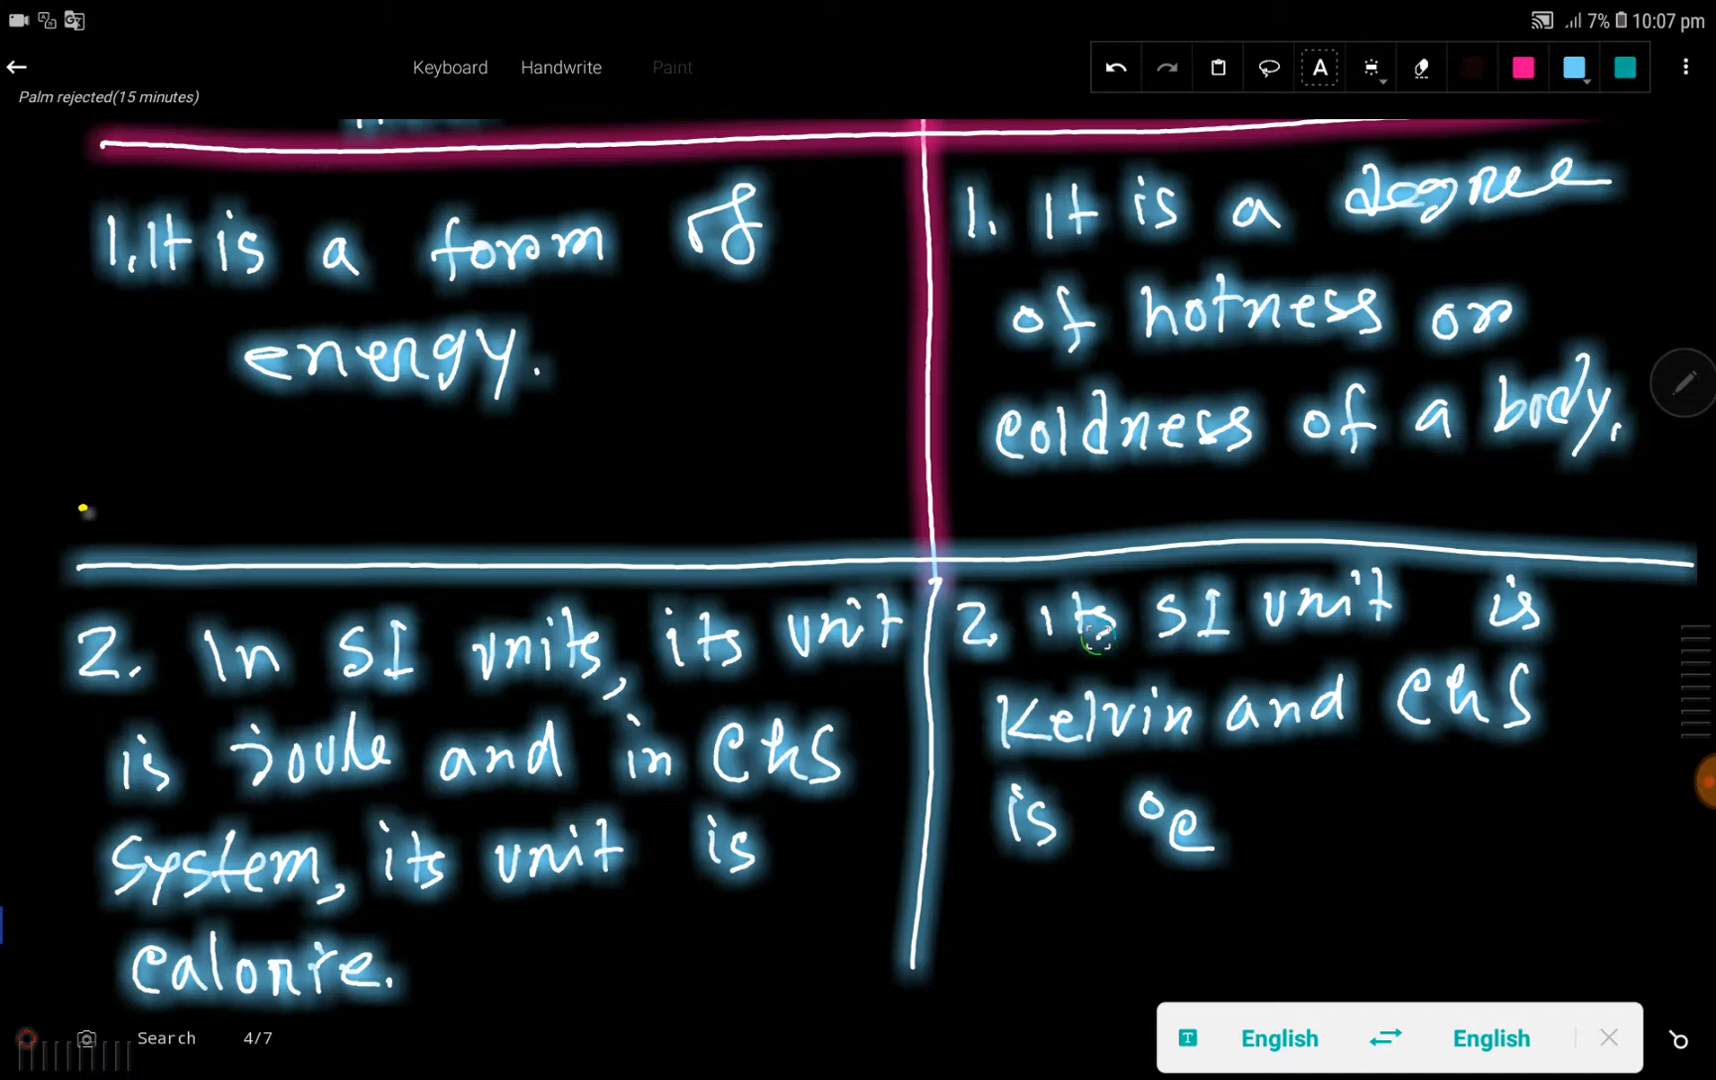 7% 10:07 pm
Keyboard Handwrite Paint
A
Palm rejected(15 minutes)
1. It is a form of
energy.
1. It is a degree
of hotness or
coldness of a body.
2. In SI units, its unit
is joule and in CGS
system, its unit is
calorie.
2. its SI unit is
Kelvin and CGS
is °C
Search 4/7
T English English